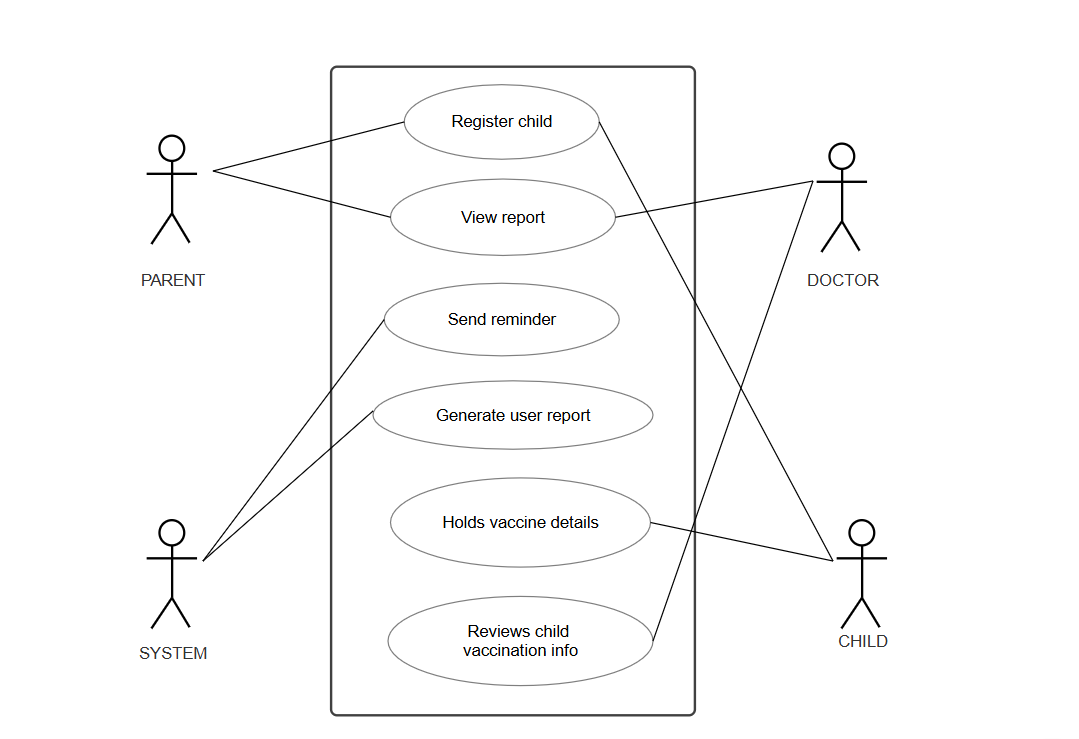 Register child
View report
PARENT
DOCTOR
Send reminder
Generate user report
Holds vaccine details
Reviews child
vaccination info
SYSTEM
CHILD